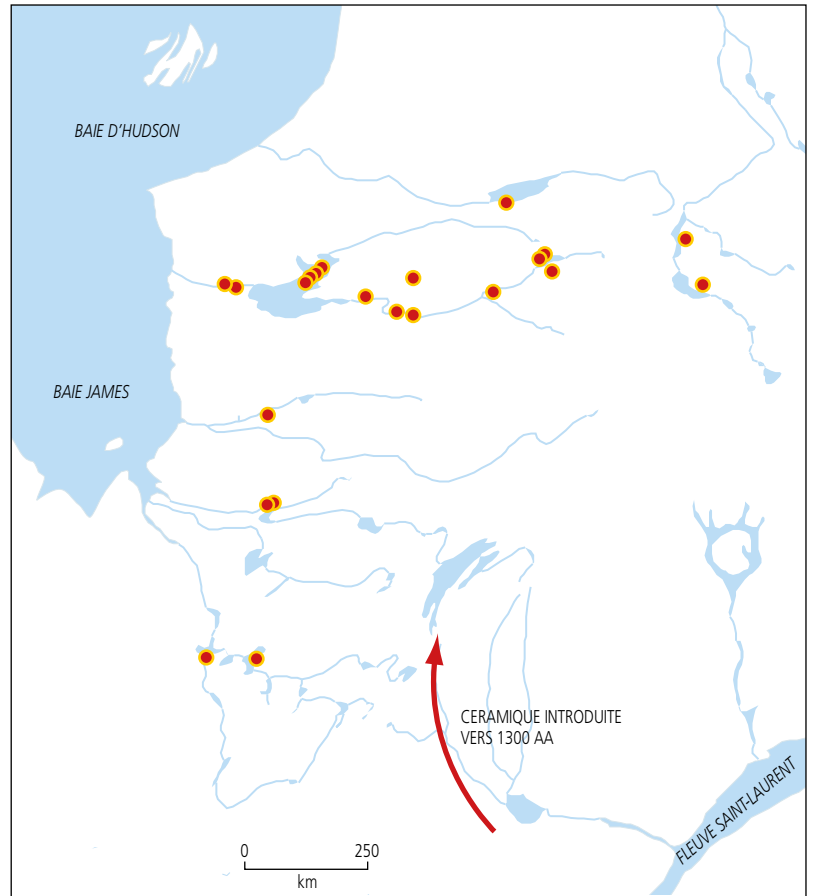 BAIE D'HUDSON
BAIE JAMES
CERAMIQUE INTRODUITE
VERS 1300 AA
FLEUVE SAINT-LAURENT
0 250
km